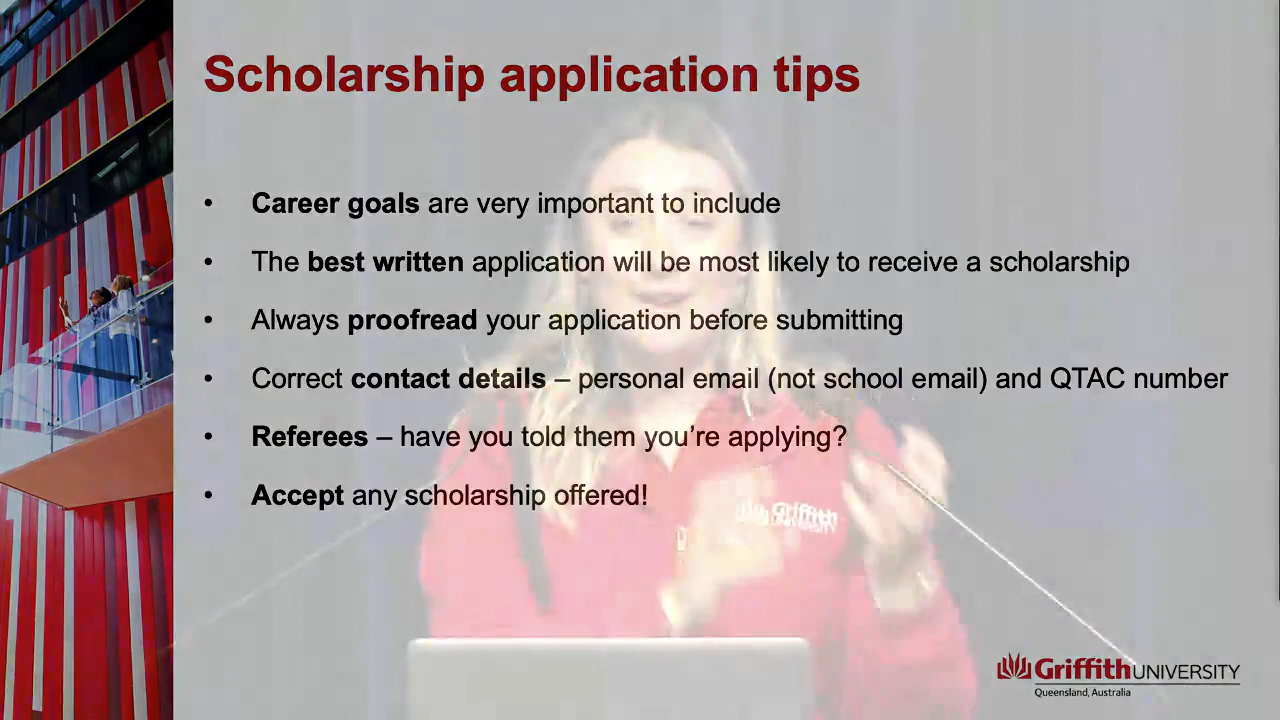 Scholarship application tips
• Career goals are very important to include
• The best written application will be most likely to receive a scholarship
• Always proofread your application before submitting
• Correct contact details – personal email (not school email) and QTAC number
• Referees – have you told them you're applying?
• Accept any scholarship offered!
Griffith
UNIVERSITY
Griffith UNIVERSITY
Queensland, Australia